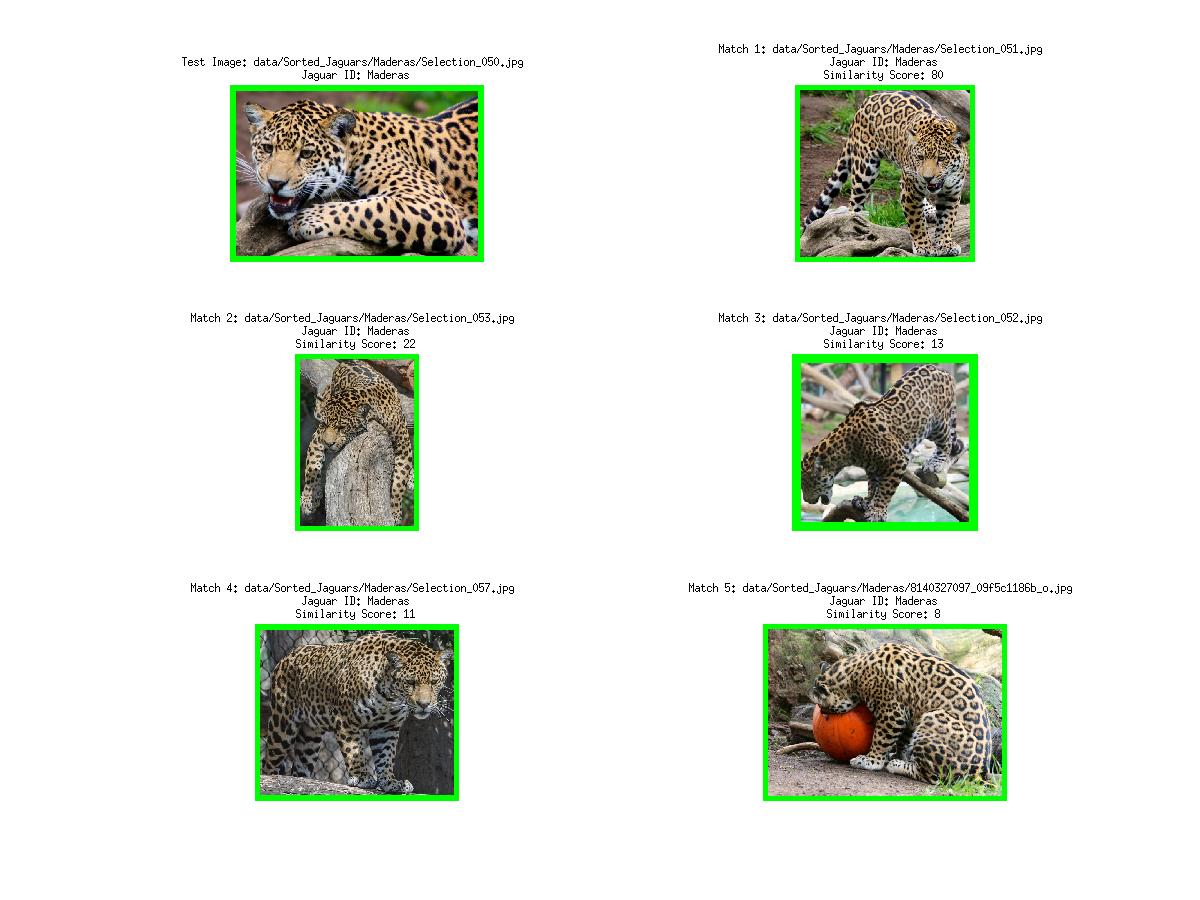 Test Image: data/Sorted_Jaguars/Maderas/Selection_050.jpg
Jaguar ID: Maderas
Match 1: data/Sorted_Jaguars/Maderas/Selection_051.jpg
Jaguar ID: Maderas
Similarity Score: 80
Match 2: data/Sorted_Jaguars/Maderas/Selection_053.jpg
Jaguar ID: Maderas
Similarity Score: 22
Match 3: data/Sorted_Jaguars/Maderas/Selection_052.jpg
Jaguar ID: Maderas
Similarity Score: 13
Match 4: data/Sorted_Jaguars/Maderas/Selection_057.jpg
Jaguar ID: Maderas
Similarity Score: 11
Match 5: data/Sorted_Jaguars/Maderas/8140327097_09f5c1186b_o.jpg
Jaguar ID: Maderas
Similarity Score: 8